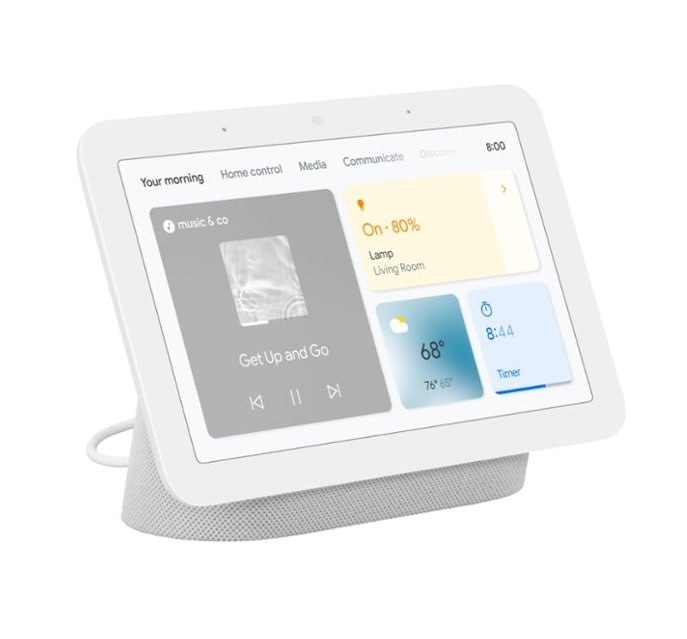 Your morning Home control Media Communicate Discover 8:00
music & co
Get Up and Go
On · 80%
Lamp
Living Room
68°
76° 65°
8:44
Timer